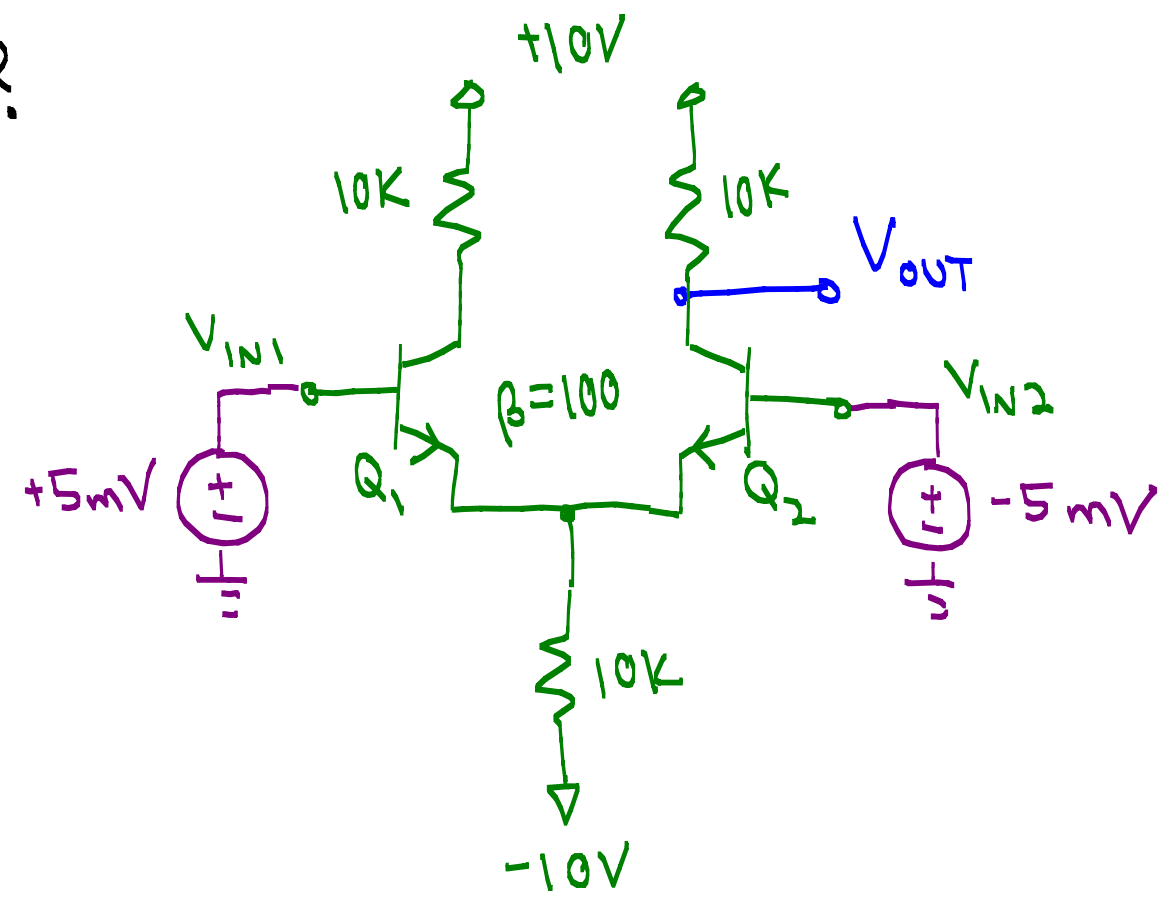 ?
+10V
10K
10K
VOUT
VIN1
β=100
VIN2
Q1
Q2
+5mV
+
-
+
-
-5mV
10K
-10V